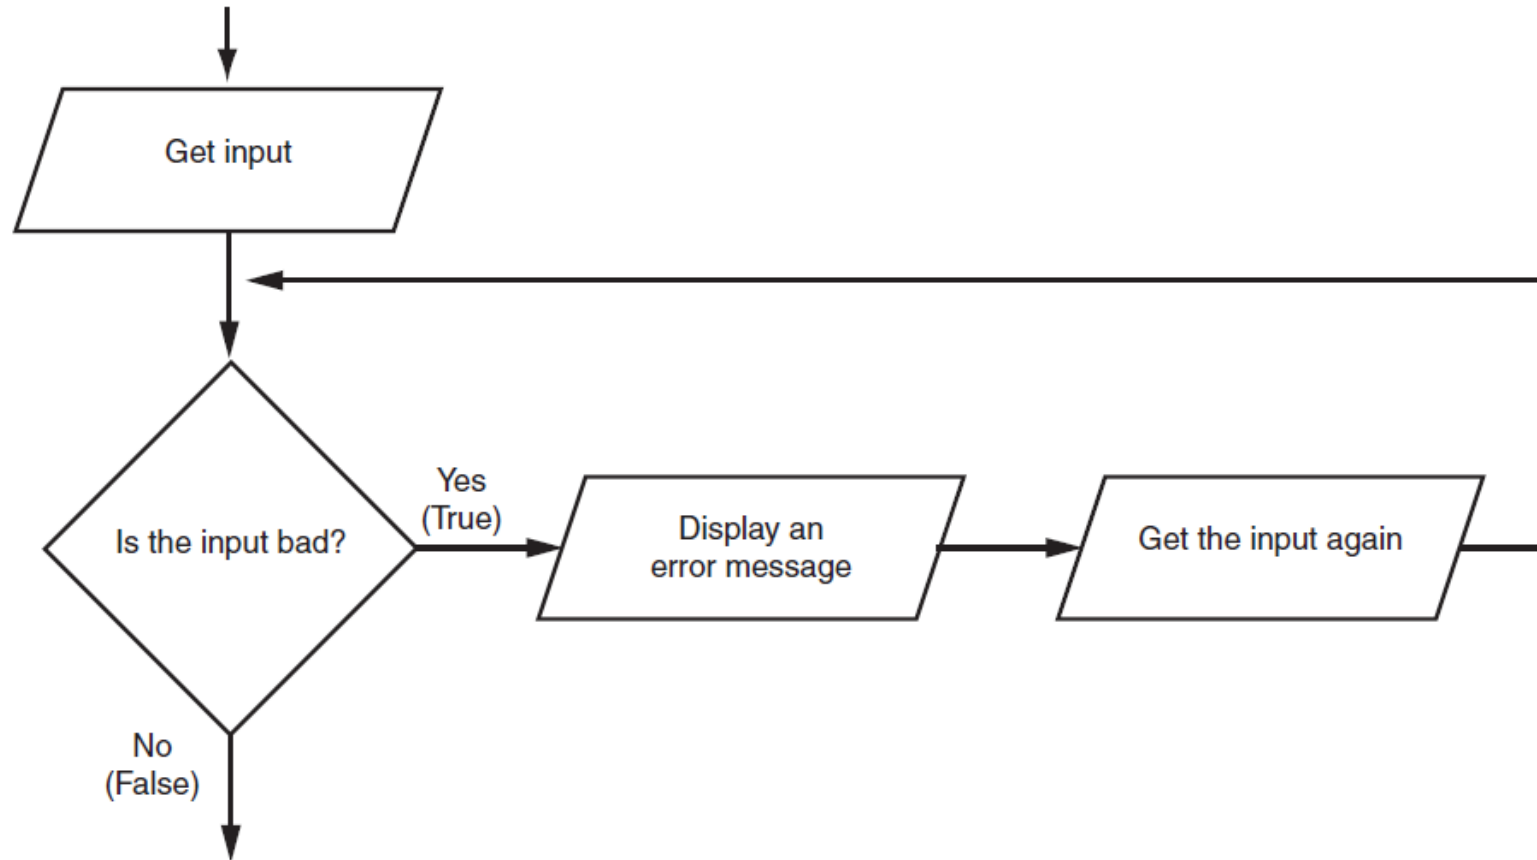 Get input
Is the input bad?
Yes
(True)
Display an
error message
Get the input again
No
(False)